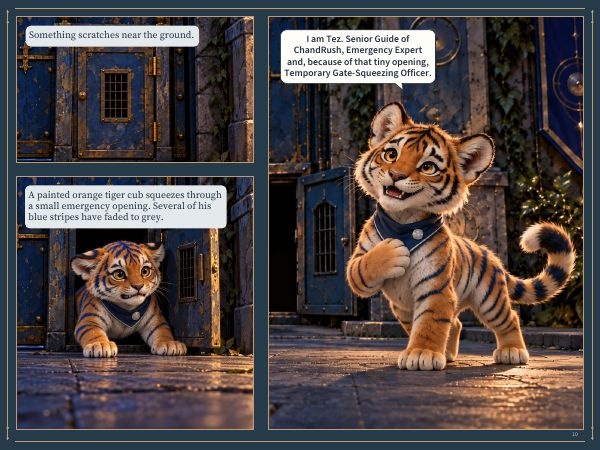 Something scratches near the ground.
A painted orange tiger cub squeezes through
a small emergency opening. Several of his
blue stripes have faded to grey.
I am Tez. Senior Guide of
ChandRush, Emergency Expert
and, because of that tiny opening,
Temporary Gate-Squeezing Officer.
10